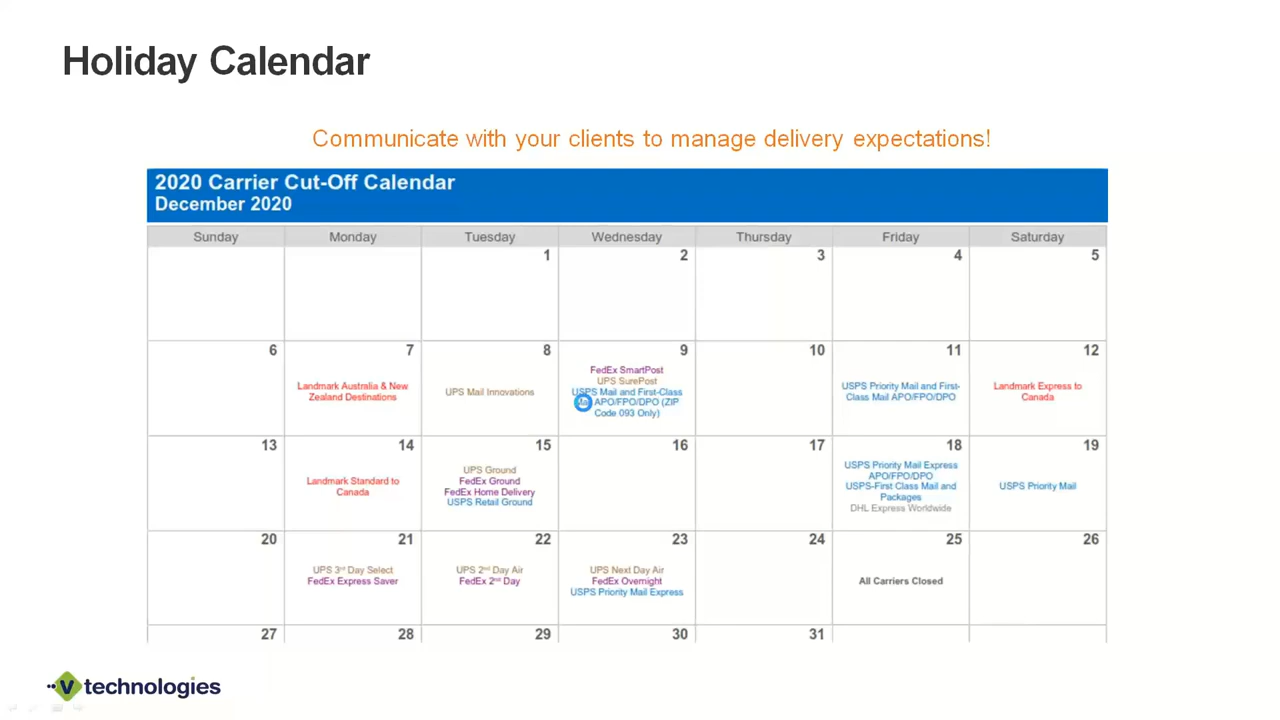 Holiday Calendar
Communicate with your clients to manage delivery expectations!
2020 Carrier Cut-Off Calendar
December 2020
Sunday Monday Tuesday Wednesday Thursday Friday Saturday
1 2 3 4 5
6 7 8 9 10 11 12
Landmark Australia & New
Zealand Destinations
UPS Mail Innovations
FedEx SmartPost
UPS SurePost
USPS Mail and First-Class
APO/FPO/DPO (ZIP
Code 093 Only)
USPS Priority Mail and First-
Class Mail APO/FPO/DPO
Landmark Express to
Canada
13 14 15 16 17 18 19
Landmark Standard to
Canada
UPS Ground
FedEx Ground
FedEx Home Delivery
USPS Retail Ground
USPS Priority Mail Express
APO/FPO/DPO
USPS-First Class Mail and
Packages
DHL Express Worldwide
USPS Priority Mail
20 21 22 23 24 25 26
UPS 3rd Day Select
FedEx Express Saver
UPS 2nd Day Air
FedEx 2nd Day
UPS Next Day Air
FedEx Overnight
USPS Priority Mail Express
All Carriers Closed
27 28 29 30 31
V technologies